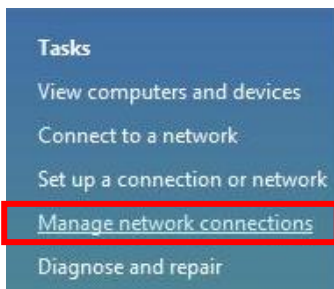 Tasks
View computers and devices
Connect to a network
Set up a connection or network
Manage network connections
Diagnose and repair